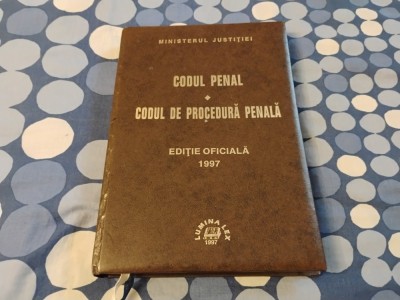 MINISTERUL JUSTIȚIEI
CODUL PENAL
CODUL DE PROCEDURĂ PENALĂ
EDIȚIE OFICIALĂ
1997
LUMINA LEX
1997